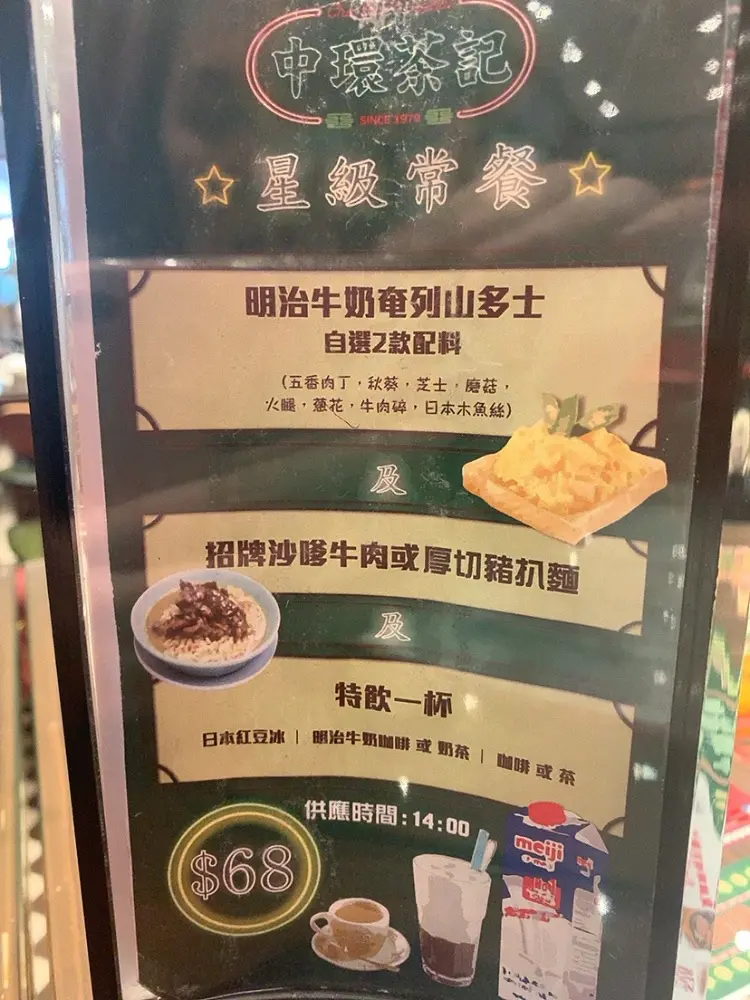 中環茶記
SINCE 1970
星級常餐
明治牛奶奄列山多士
自選2款配料
(五香肉丁,秋葵,芝士,磨菇,
火腿,蔥花,牛肉碎,日本木魚絲)
及
招牌沙嗲牛肉或厚切豬扒麵
及
特飲一杯
日本紅豆冰 | 明治牛奶咖啡 或 奶茶 | 咖啡 或 茶
供應時間:14:00
$68
meiji